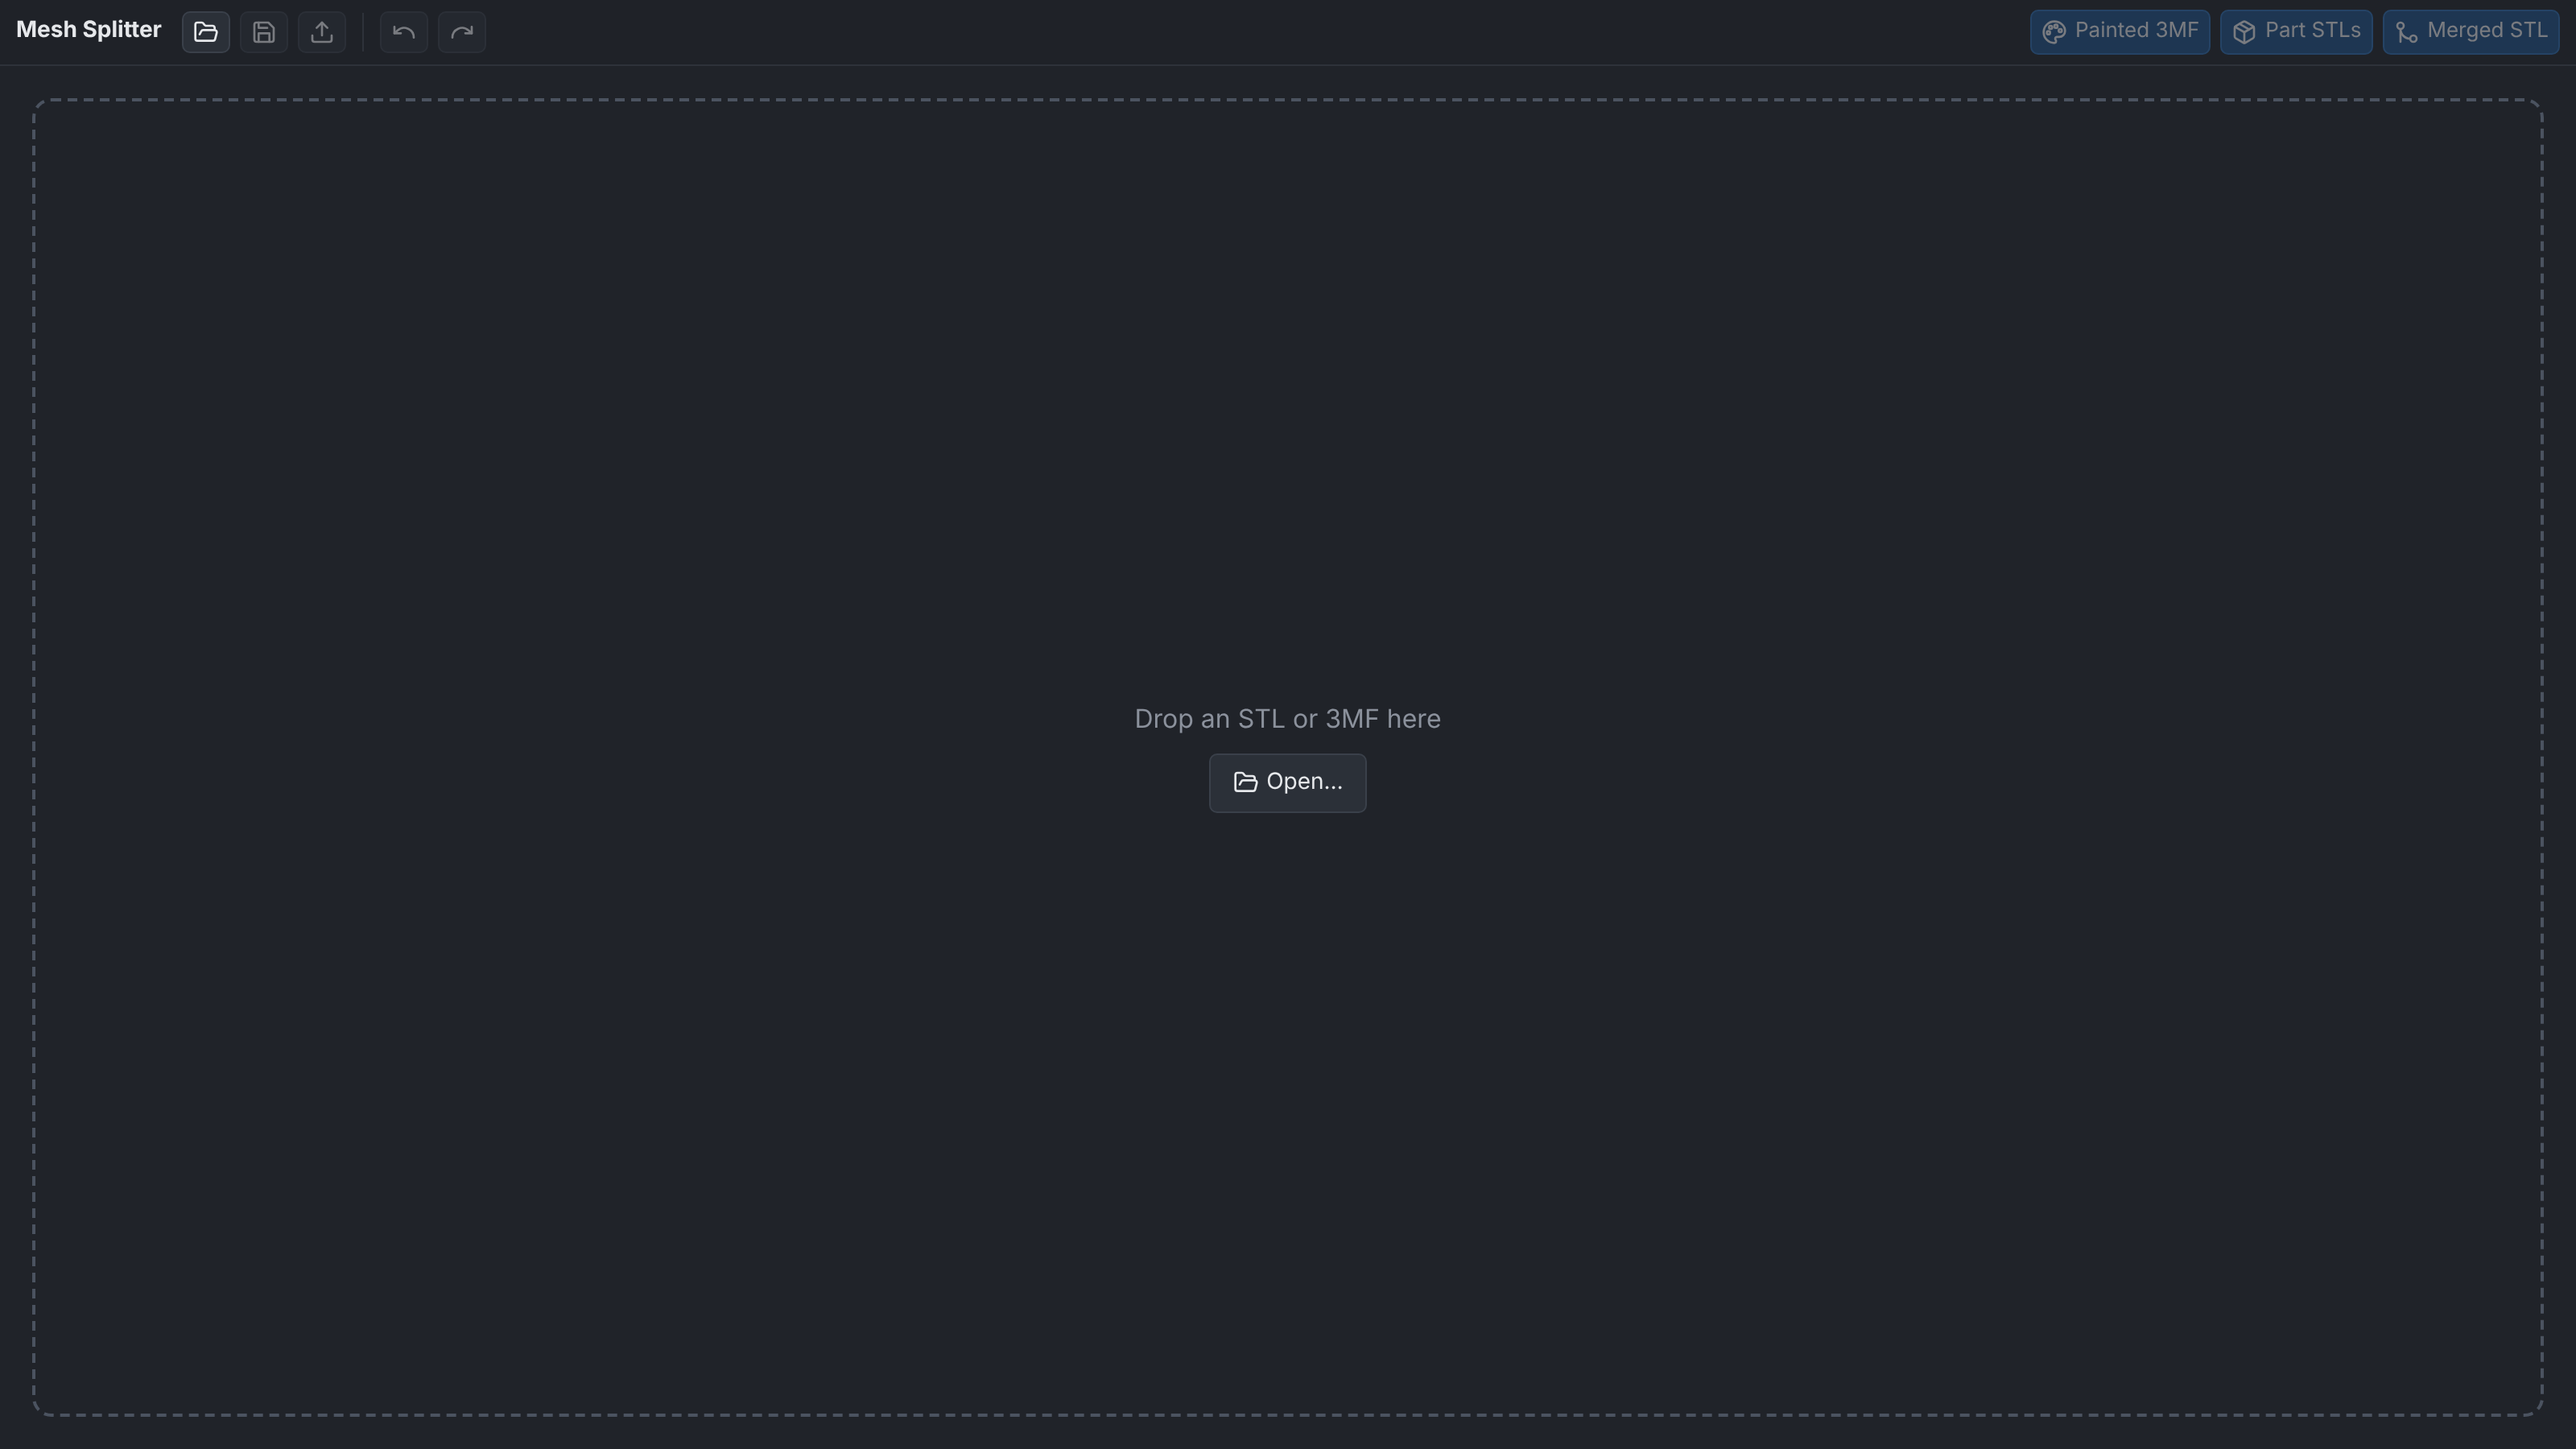 Mesh Splitter
Painted 3MF
Part STLs
Merged STL
Drop an STL or 3MF here
Open...